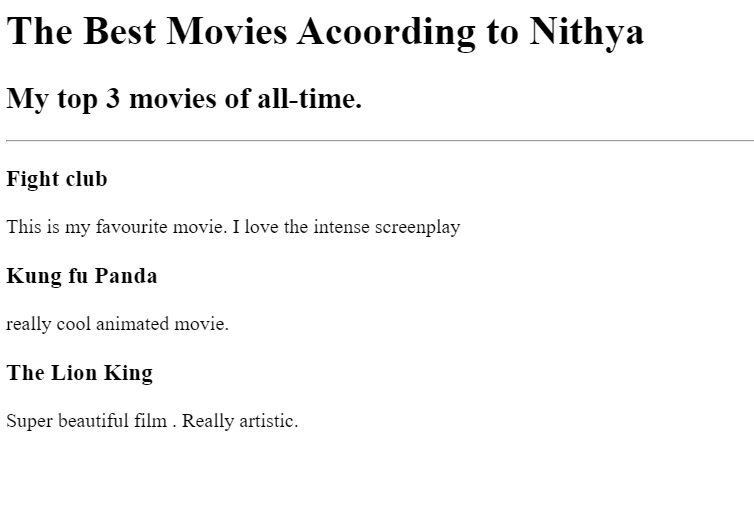 The Best Movies Acoording to Nithya
My top 3 movies of all-time.
Fight club
This is my favourite movie. I love the intense screenplay
Kung fu Panda
really cool animated movie.
The Lion King
Super beautiful film . Really artistic.